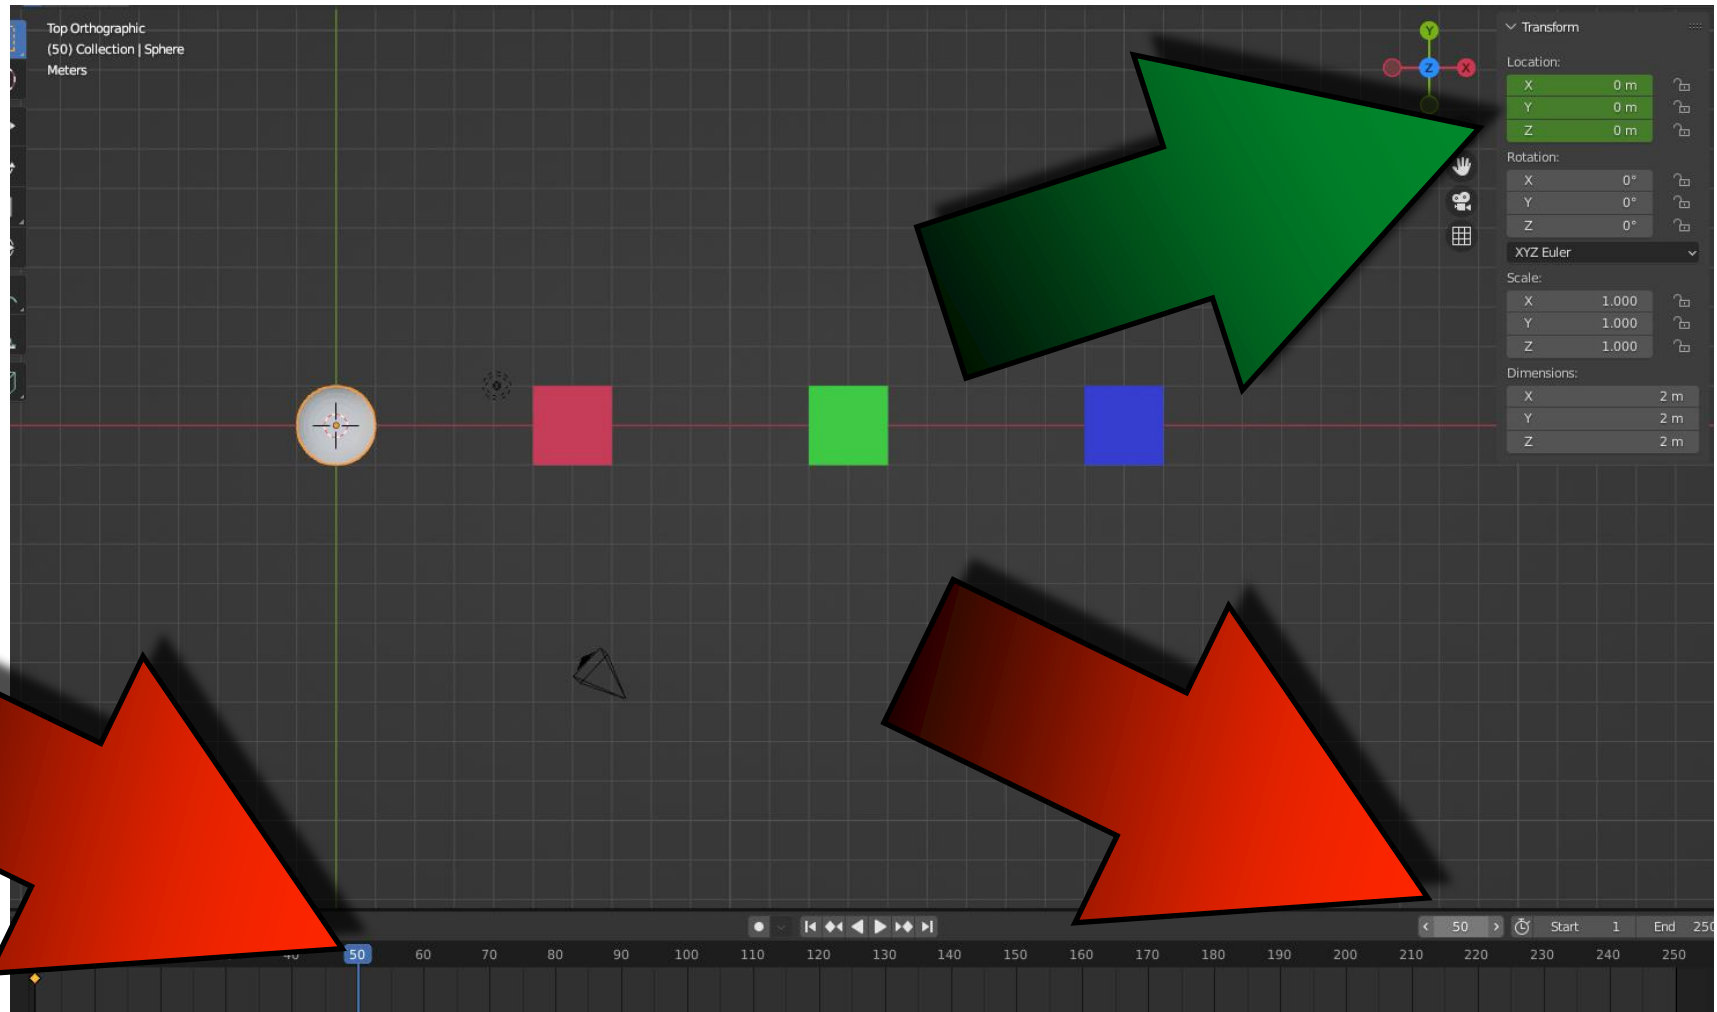 Top Orthographic
(50) Collection | Sphere
Meters
Y
Z
X
Transform
Location:
X 0 m
Y 0 m
Z 0 m
Rotation:
X 0°
Y 0°
Z 0°
XYZ Euler
Scale:
X 1.000
Y 1.000
Z 1.000
Dimensions:
X 2 m
Y 2 m
Z 2 m
50 Start 1 End 250
50 60 70 80 90 100 110 120 130 140 150 160 170 180 190 200 210 220 230 240 250